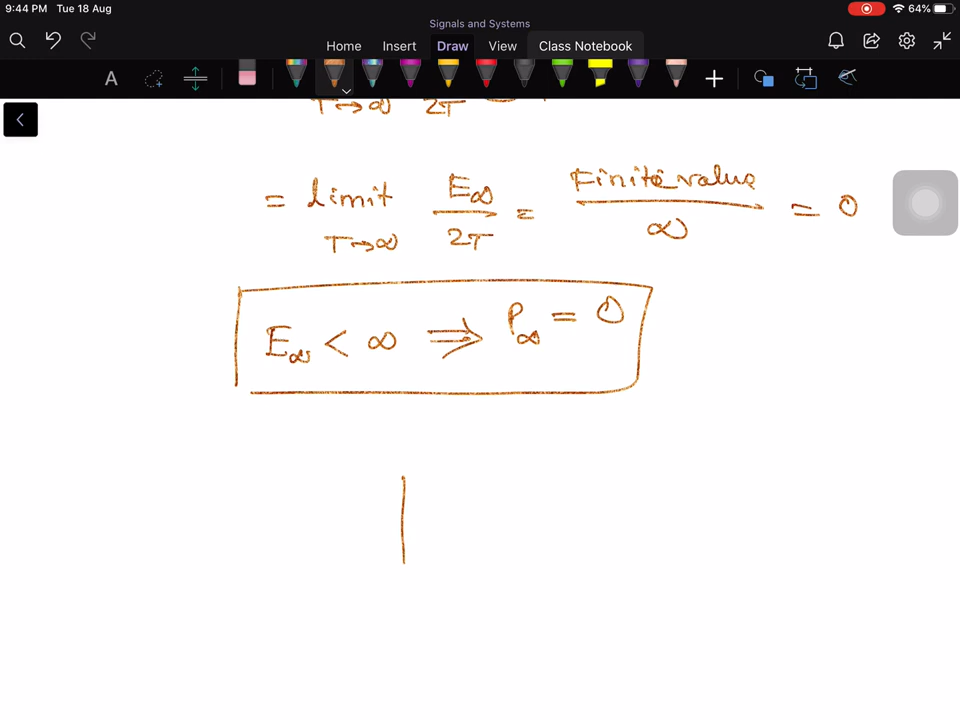 9:44 PM Tue 18 Aug
64%
Signals and Systems
Home Insert Draw View Class Notebook
A
T→∞ 2T
= limit E∞ = Finite value = 0
T→∞ 2T ∞
E∞ < ∞ ⇒ P∞ = 0